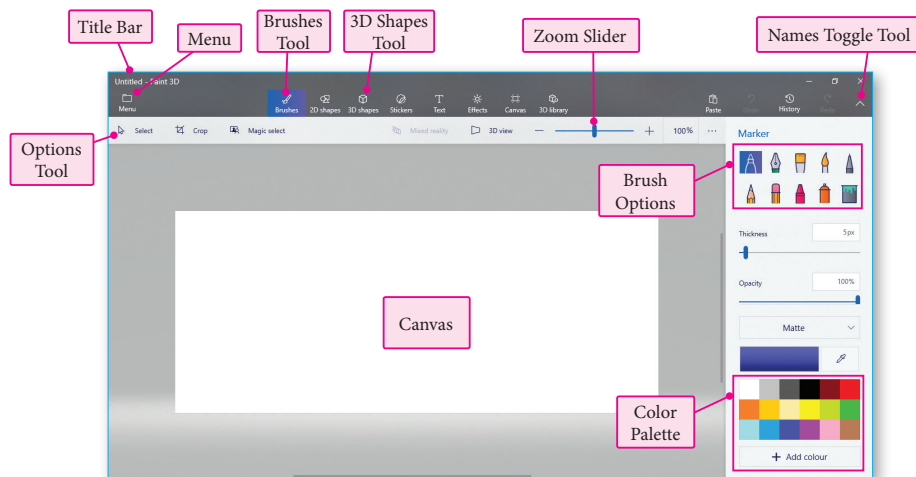 Title Bar
Menu
Brushes
Tool
3D Shapes
Tool
Zoom Slider
Names Toggle Tool
Untitled - Paint 3D
Menu
Brushes
2D shapes
3D shapes
Stickers
Text
Effects
Canvas
3D library
Paste
Undo
History
Redo
Select
Crop
Magic select
Mixed reality
3D view
100%
Options
Tool
Marker
Brush
Options
Thickness
5px
Opacity
100%
Canvas
Matte
Color
Palette
+ Add colour